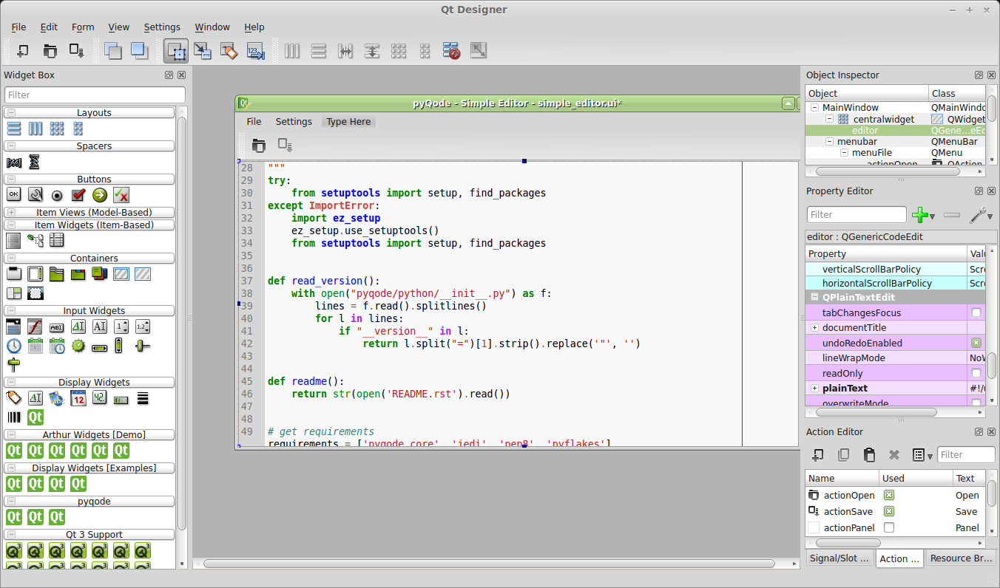 Qt Designer
File Edit Form View Settings Window Help
Widget Box
Filter
Layouts
Spacers
Buttons
OK
Item Views (Model-Based)
Item Widgets (Item-Based)
Containers
Input Widgets
Display Widgets
Arthur Widgets [Demo]
Display Widgets [Examples]
pyqode
Qt 3 Support
pyQode - Simple Editor - simple_editor.ui*
File Settings Type Here
28 """
29 try:
30     from setuptools import setup, find_packages
31 except ImportError:
32     import ez_setup
33     ez_setup.use_setuptools()
34     from setuptools import setup, find_packages
35
36
37 def read_version():
38     with open("pyqode/python/__init__.py") as f:
39         lines = f.read().splitlines()
40         for l in lines:
41             if "__version__" in l:
42                 return l.split("=")[1].strip().replace('"', '')
43
44
45 def readme():
46     return str(open('README.rst').read())
47
48
49 # get requirements
requirements = ['pyqode.core', 'jedi', 'pep8', 'pyflakes']
Object Inspector
Object Class
MainWindow QMainWindo
centralwidget QWidget
editor QGene...eEd
menubar QMenuBar
menuFile QMenu
actionOpen QAction
Property Editor
Filter
editor : QGenericCodeEdit
Property Valu
verticalScrollBarPolicy Scro
horizontalScrollBarPolicy Scro
QPlainTextEdit
tabChangesFocus
documentTitle
undoRedoEnabled
lineWrapMode NoW
readOnly
plainText #!/u
overwriteMode
Action Editor
Filter
Name Used Text
actionOpen Open
actionSave Save
actionPanel Panel
Signal/Slot ... Action ... Resource Br...